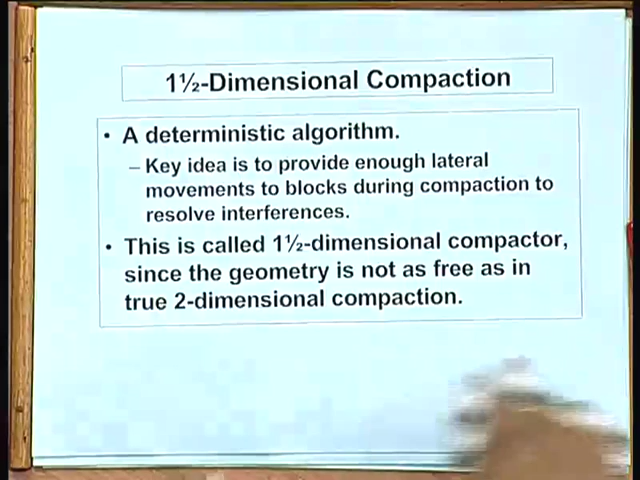 1½-Dimensional Compaction
• A deterministic algorithm.
– Key idea is to provide enough lateral
movements to blocks during compaction to
resolve interferences.
• This is called 1½-dimensional compactor,
since the geometry is not as free as in
true 2-dimensional compaction.